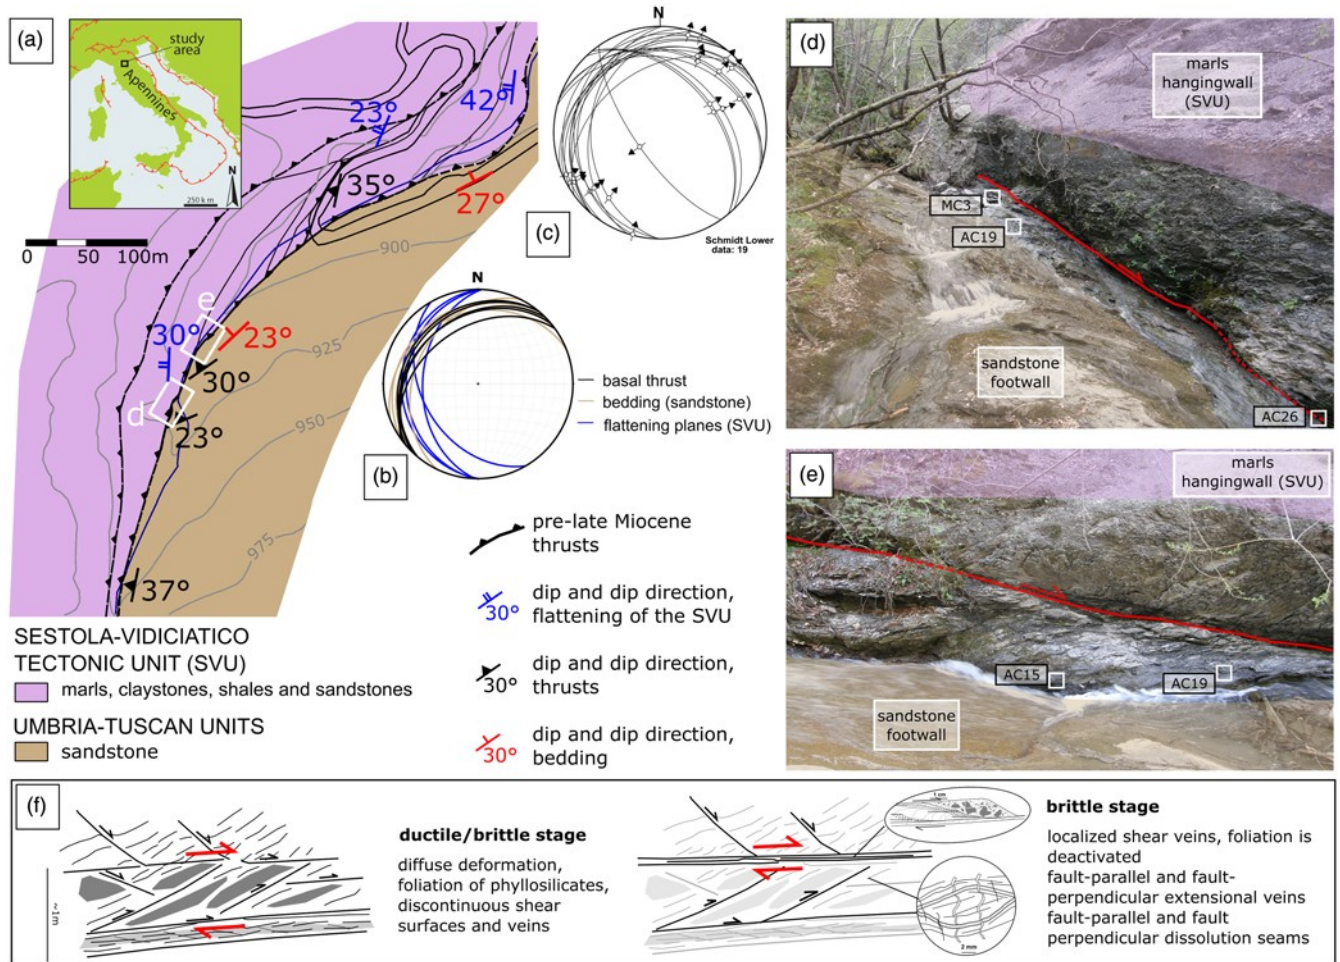 (a)
study
area
Apennines
N
250 k m
0 50 100m
23°
42°
35°
27°
900
30°
e
23°
925
30°
d
23°
950
975
37°
SESTOLA-VIDICIATICO
TECTONIC UNIT (SVU)
marls, claystones, shales and sandstones
UMBRIA-TUSCAN UNITS
sandstone
N
(c)
Schmidt Lower
data: 19
N
(b)
basal thrust
bedding (sandstone)
flattening planes (SVU)
pre-late Miocene
thrusts
30°
dip and dip direction,
flattening of the SVU
30°
dip and dip direction,
thrusts
30°
dip and dip direction,
bedding
(d)
marls
hangingwall
(SVU)
MC3
AC19
sandstone
footwall
AC26
(e)
marls
hangingwall (SVU)
AC15
AC19
sandstone
footwall
(f)
~1m
ductile/brittle stage
diffuse deformation,
foliation of phyllosilicates,
discontinuous shear
surfaces and veins
1 cm
2 mm
brittle stage
localized shear veins, foliation is
deactivated
fault-parallel and fault-
perpendicular extensional veins
fault-parallel and fault
perpendicular dissolution seams